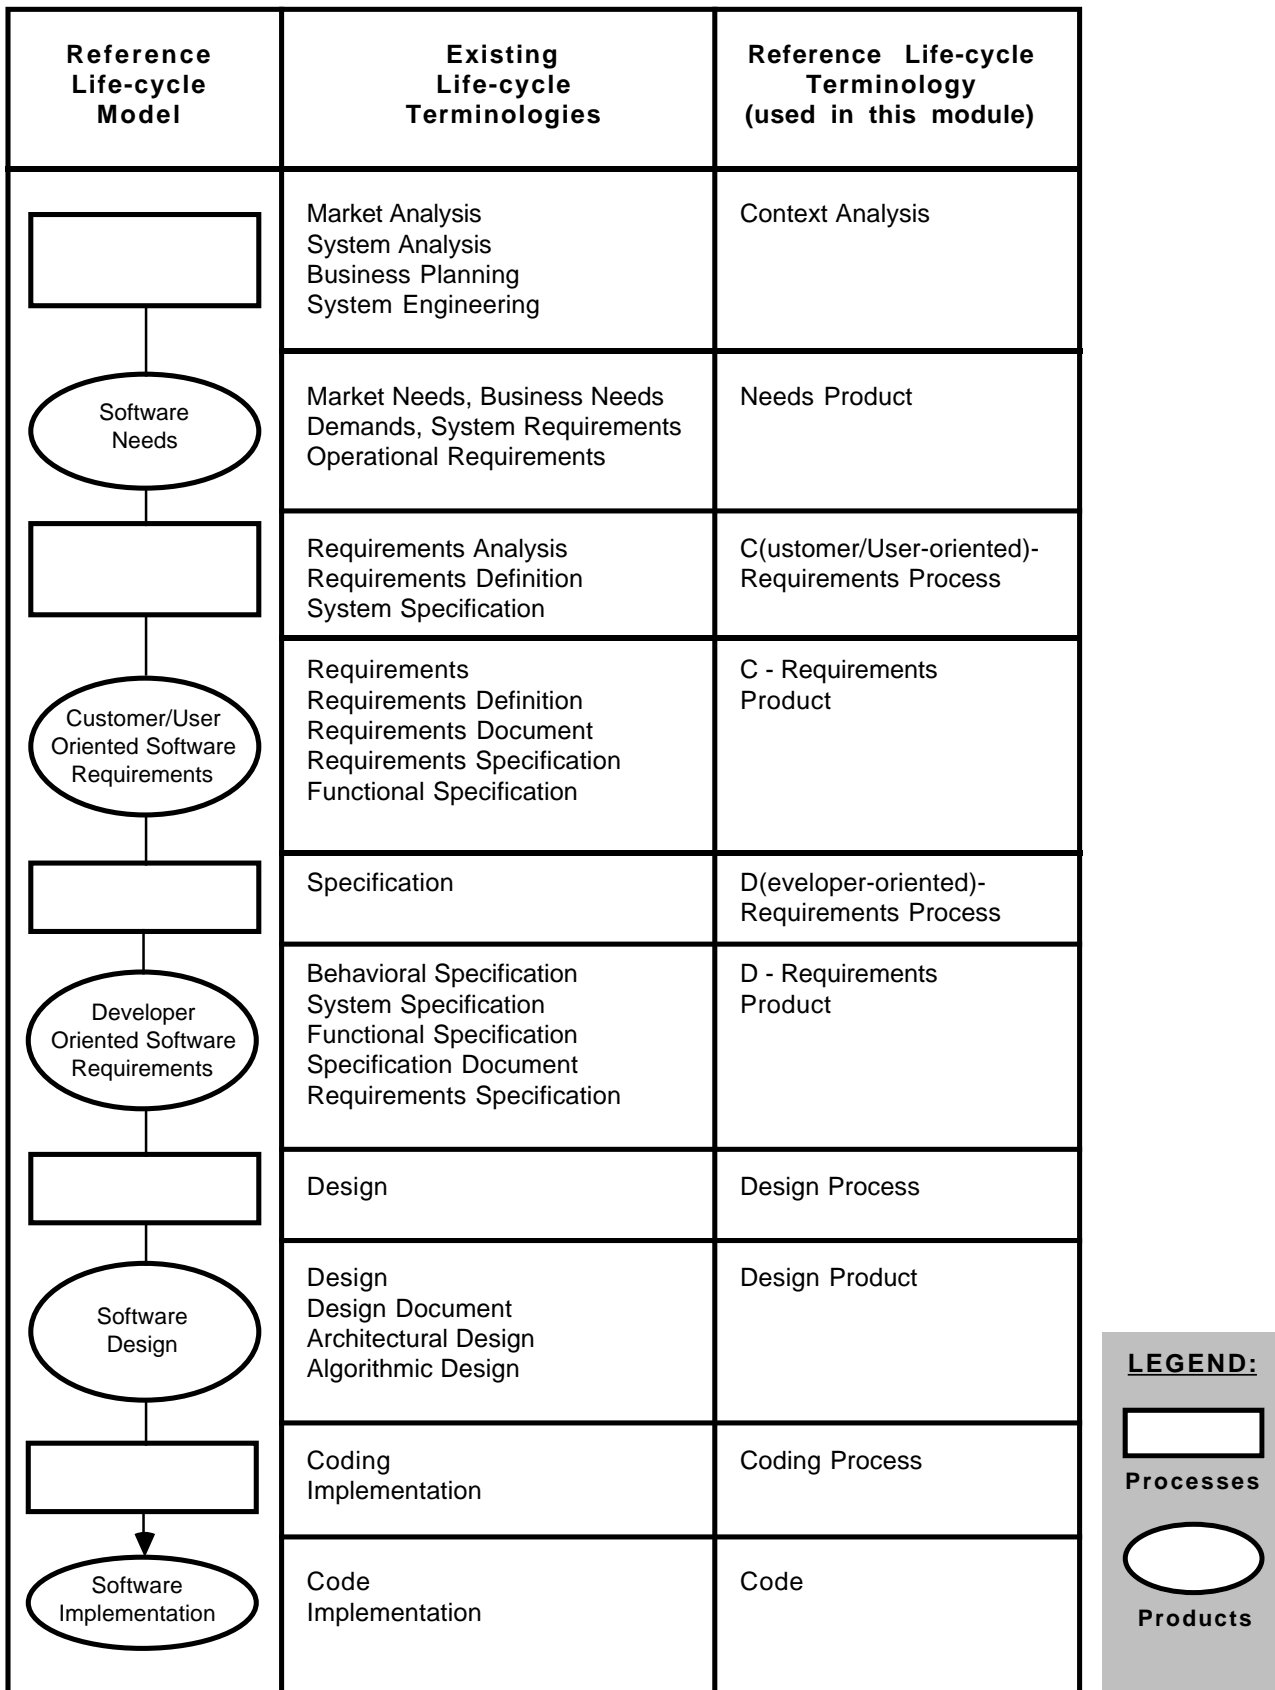 Reference
Life-cycle
Model
Existing
Life-cycle
Terminologies
Reference Life-cycle
Terminology
(used in this module)
Market Analysis
System Analysis
Business Planning
System Engineering
Context Analysis
Software
Needs
Market Needs, Business Needs
Demands, System Requirements
Operational Requirements
Needs Product
Requirements Analysis
Requirements Definition
System Specification
C(ustomer/User-oriented)-
Requirements Process
Customer/User
Oriented Software
Requirements
Requirements
Requirements Definition
Requirements Document
Requirements Specification
Functional Specification
C - Requirements
Product
Specification
D(eveloper-oriented)-
Requirements Process
Developer
Oriented Software
Requirements
Behavioral Specification
System Specification
Functional Specification
Specification Document
Requirements Specification
D - Requirements
Product
Design
Design Process
Software
Design
Design
Design Document
Architectural Design
Algorithmic Design
Design Product
Coding
Implementation
Coding Process
Software
Implementation
Code
Implementation
Code
LEGEND:
Processes
Products